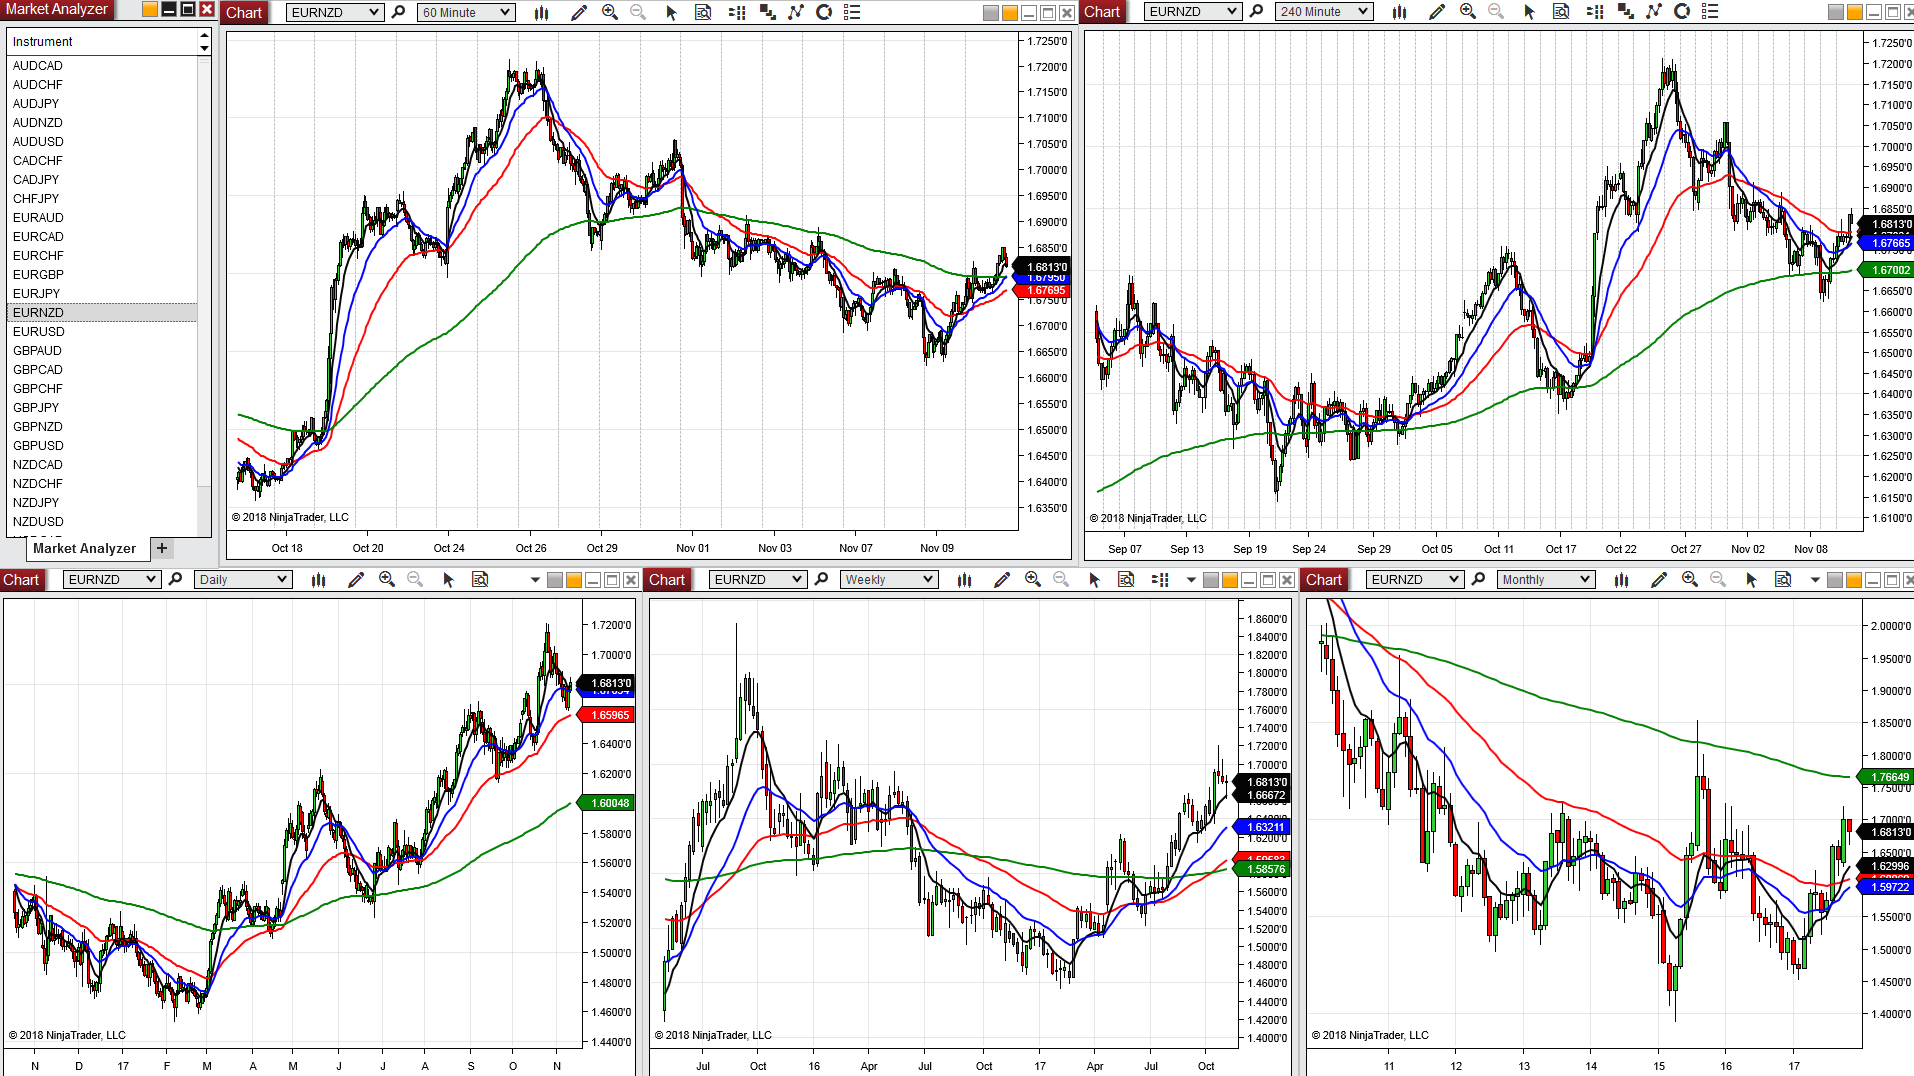 Market Analyzer
Instrument
AUDCAD
AUDCHF
AUDJPY
AUDNZD
AUDUSD
CADCHF
CADJPY
CHFJPY
EURAUD
EURCAD
EURCHF
EURGBP
EURJPY
EURNZD
EURUSD
GBPAUD
GBPCAD
GBPCHF
GBPJPY
GBPNZD
GBPUSD
NZDCAD
NZDCHF
NZDJPY
NZDUSD
Market Analyzer +
Chart EURNZD 60 Minute
1.7250'0
1.7200'0
1.7150'0
1.7100'0
1.7050'0
1.7000'0
1.6950'0
1.6900'0
1.6850'0
1.6813'0
1.67695
1.6700'0
1.6650'0
1.6600'0
1.6550'0
1.6500'0
1.6450'0
1.6400'0
1.6350'0
© 2018 NinjaTrader, LLC
Oct 18 Oct 20 Oct 24 Oct 26 Oct 29 Nov 01 Nov 03 Nov 07 Nov 09
Chart EURNZD 240 Minute
1.7250'0
1.7200'0
1.7150'0
1.7100'0
1.7050'0
1.7000'0
1.6950'0
1.6900'0
1.6850'0
1.6813'0
1.67665
1.67002
1.6650'0
1.6600'0
1.6550'0
1.6500'0
1.6450'0
1.6400'0
1.6350'0
1.6300'0
1.6250'0
1.6200'0
1.6150'0
1.6100'0
© 2018 NinjaTrader, LLC
Sep 07 Sep 13 Sep 19 Sep 24 Sep 29 Oct 05 Oct 11 Oct 17 Oct 22 Oct 27 Nov 02 Nov 08
Chart EURNZD Daily
1.7200'0
1.7000'0
1.6813'0
1.65965
1.6400'0
1.6200'0
1.60048
1.5800'0
1.5600'0
1.5400'0
1.5200'0
1.5000'0
1.4800'0
1.4600'0
1.4400'0
© 2018 NinjaTrader, LLC
N D 17 F M A M J J A S O N
Chart EURNZD Weekly
1.8600'0
1.8400'0
1.8200'0
1.8000'0
1.7800'0
1.7600'0
1.7400'0
1.7200'0
1.7000'0
1.6813'0
1.66672
1.63211
1.6200'0
1.58576
1.5600'0
1.5400'0
1.5200'0
1.5000'0
1.4800'0
1.4600'0
1.4400'0
1.4200'0
1.4000'0
© 2018 NinjaTrader, LLC
Jul Oct 16 Apr Jul Oct 17 Apr Jul Oct
Chart EURNZD Monthly
2.0000'0
1.9500'0
1.9000'0
1.8500'0
1.8000'0
1.76649
1.7500'0
1.7000'0
1.6813'0
1.6500'0
1.62996
1.59722
1.5500'0
1.5000'0
1.4500'0
1.4000'0
© 2018 NinjaTrader, LLC
11 12 13 14 15 16 17